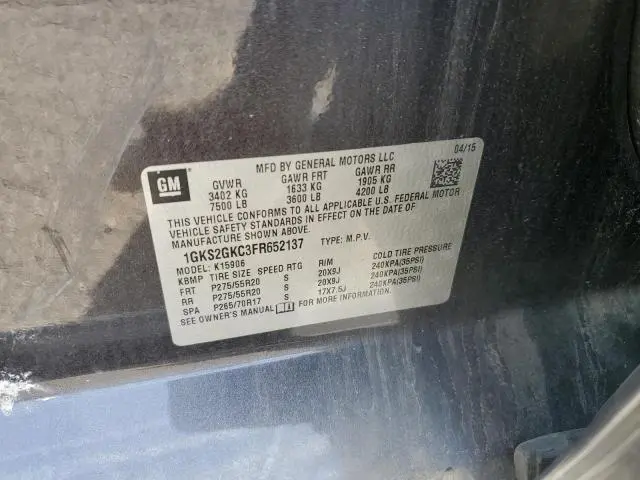 MFD BY GENERAL MOTORS LLC 04/15
GM GVWR GAWR FRT GAWR RR
3402 KG 1633 KG 1905 KG
7500 LB 3600 LB 4200 LB
THIS VEHICLE CONFORMS TO ALL APPLICABLE U.S. FEDERAL MOTOR
VEHICLE SAFETY STANDARDS IN EFFECT ON THE DATE OF
MANUFACTURE SHOWN ABOVE.
1GKS2GKC3FR652137 TYPE: M.P.V.
MODEL: K15906
KBMP TIRE SIZE SPEED RTG RIM COLD TIRE PRESSURE
FRT P275/55R20 S 20X9J 240KPA(35PSI)
RR P275/55R20 S 20X9J 240KPA(35PSI)
SPA P265/70R17 S 17X7.5J 240KPA(35PSI)
SEE OWNER'S MANUAL FOR MORE INFORMATION.